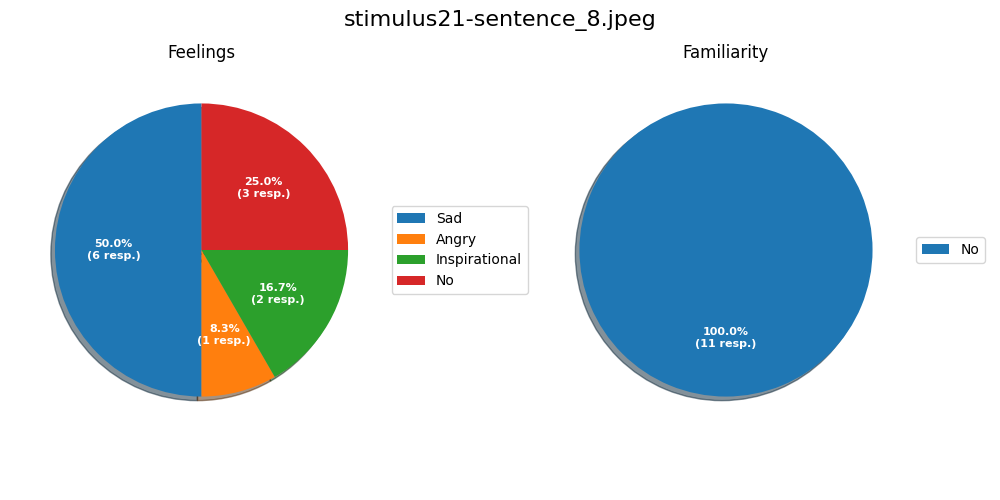 stimulus21-sentence_8.jpeg
Feelings
50.0%
(6 resp.)
8.3%
(1 resp.)
16.7%
(2 resp.)
25.0%
(3 resp.)
Sad
Angry
Inspirational
No
Familiarity
100.0%
(11 resp.)
No